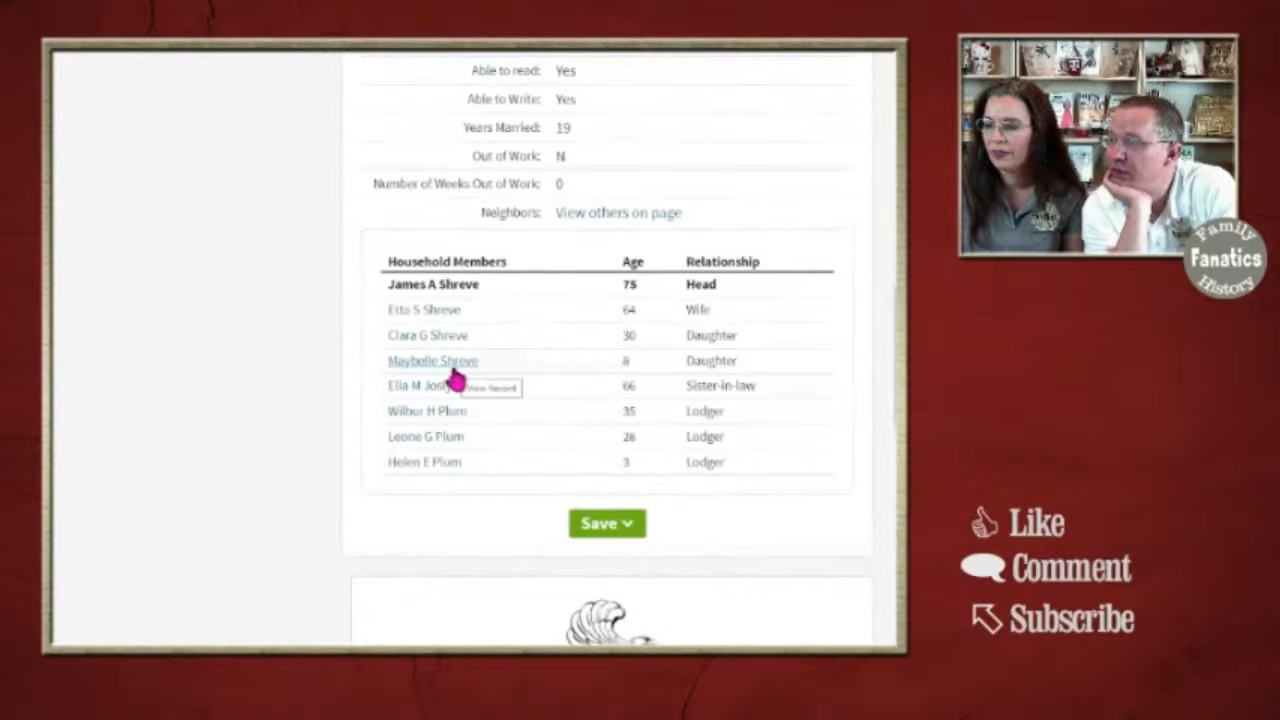 Able to read: Yes
Able to Write: Yes
Years Married: 19
Out of Work: N
Number of Weeks Out of Work: 0
Neighbors: View others on page
Household Members Age Relationship
James A Shreve 75 Head
Etta S Shreve 64 Wife
Clara G Shreve 30 Daughter
Maybelle Shreve 8 Daughter
Ella M 66 Sister-in-law
View Record
Wilbur H Plum 35 Lodger
Leone G Plum 28 Lodger
Helen E Plum 3 Lodger
Save
Family
Fanatics
History
Like
Comment
Subscribe